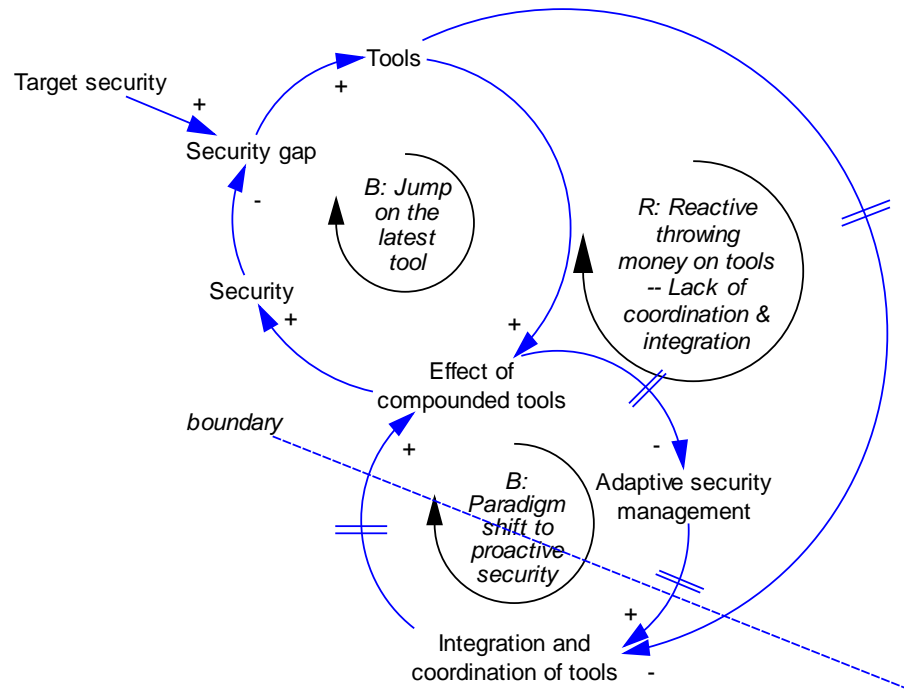 Tools
+
Target security
+
Security gap
-
B: Jump
on the
latest
tool
R: Reactive
throwing
money on tools
-- Lack of
coordination &
integration
Security
+
+
Effect of
compounded tools
boundary
+
-
B:
Paradigm
shift to
proactive
security
Adaptive security
management
+
Integration and
coordination of tools
-